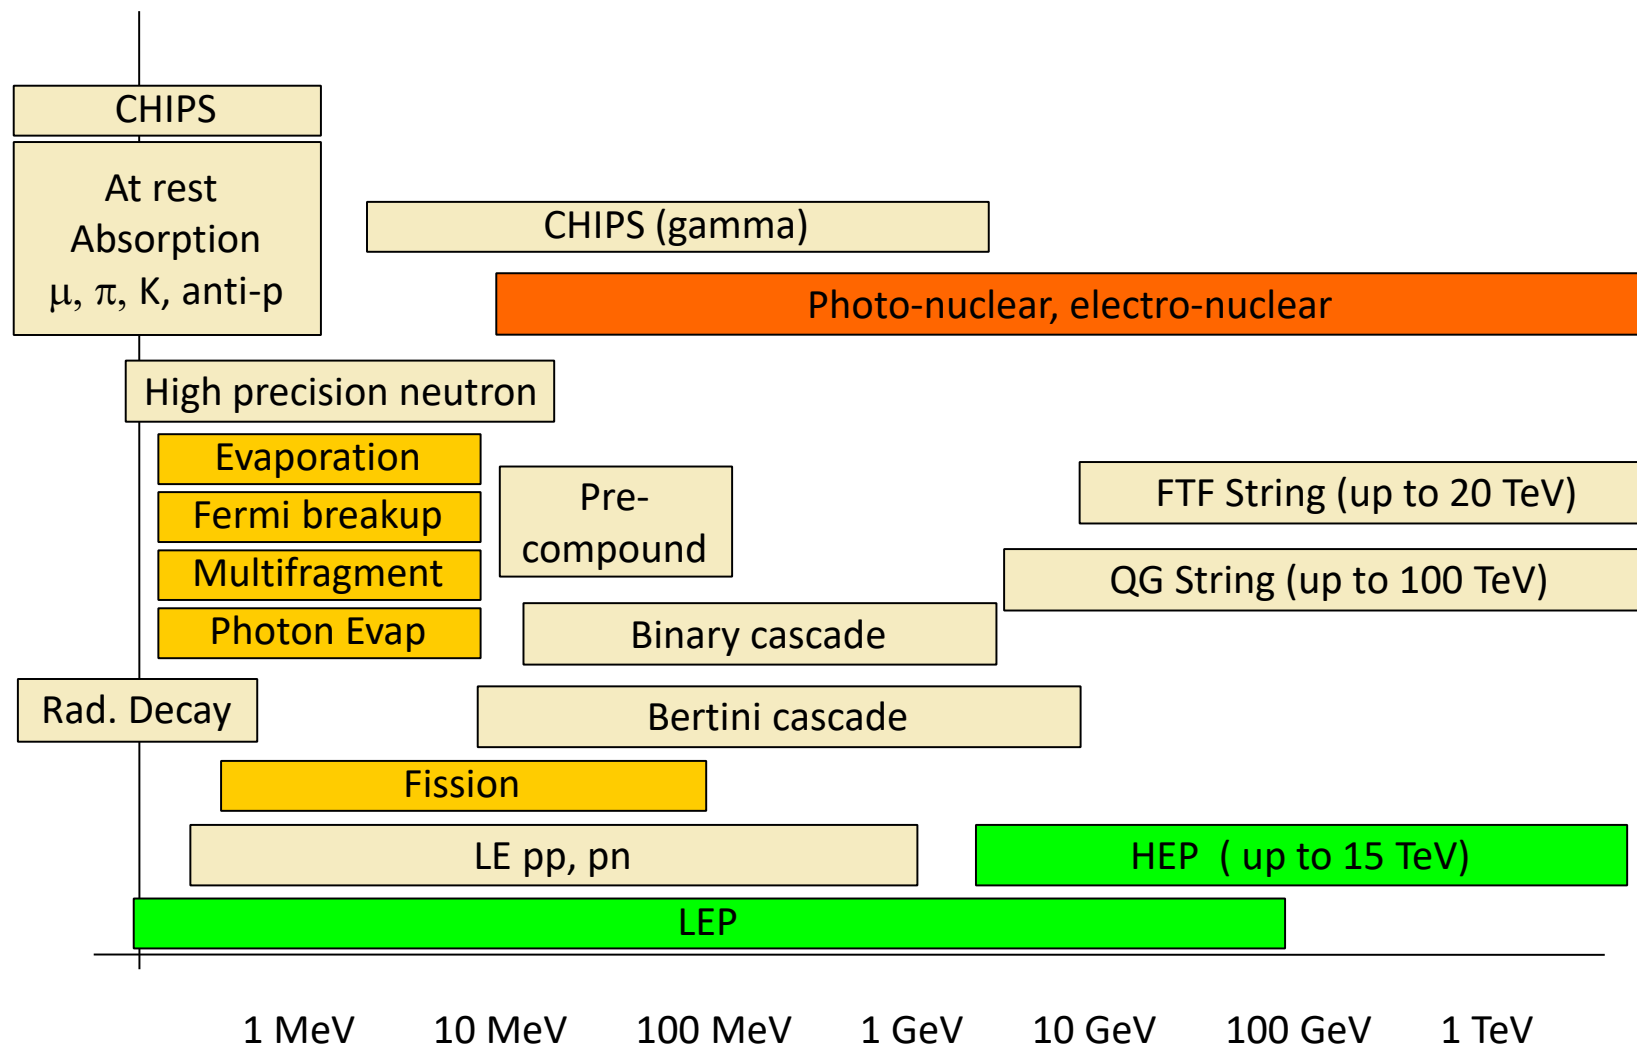 CHIPS
At rest
Absorption
μ, π, K, anti-p
CHIPS (gamma)
Photo-nuclear, electro-nuclear
High precision neutron
Evaporation
Fermi breakup
Multifragment
Photon Evap
Pre-
compound
FTF String (up to 20 TeV)
QG String (up to 100 TeV)
Binary cascade
Rad. Decay
Bertini cascade
Fission
LE pp, pn
HEP ( up to 15 TeV)
LEP
1 MeV 10 MeV 100 MeV 1 GeV 10 GeV 100 GeV 1 TeV